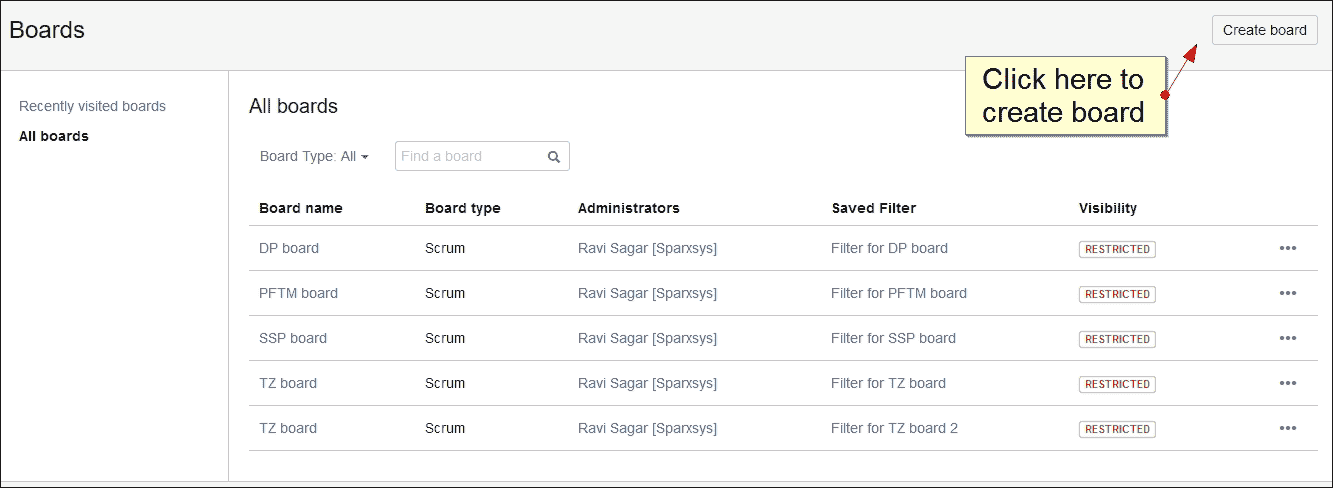 Boards
Create board
Click here to
create board
Recently visited boards
All boards
All boards
Board Type: All
Find a board
Board name Board type Administrators Saved Filter Visibility
DP board Scrum Ravi Sagar [Sparxsys] Filter for DP board RESTRICTED
PFTM board Scrum Ravi Sagar [Sparxsys] Filter for PFTM board RESTRICTED
SSP board Scrum Ravi Sagar [Sparxsys] Filter for SSP board RESTRICTED
TZ board Scrum Ravi Sagar [Sparxsys] Filter for TZ board RESTRICTED
TZ board Scrum Ravi Sagar [Sparxsys] Filter for TZ board 2 RESTRICTED